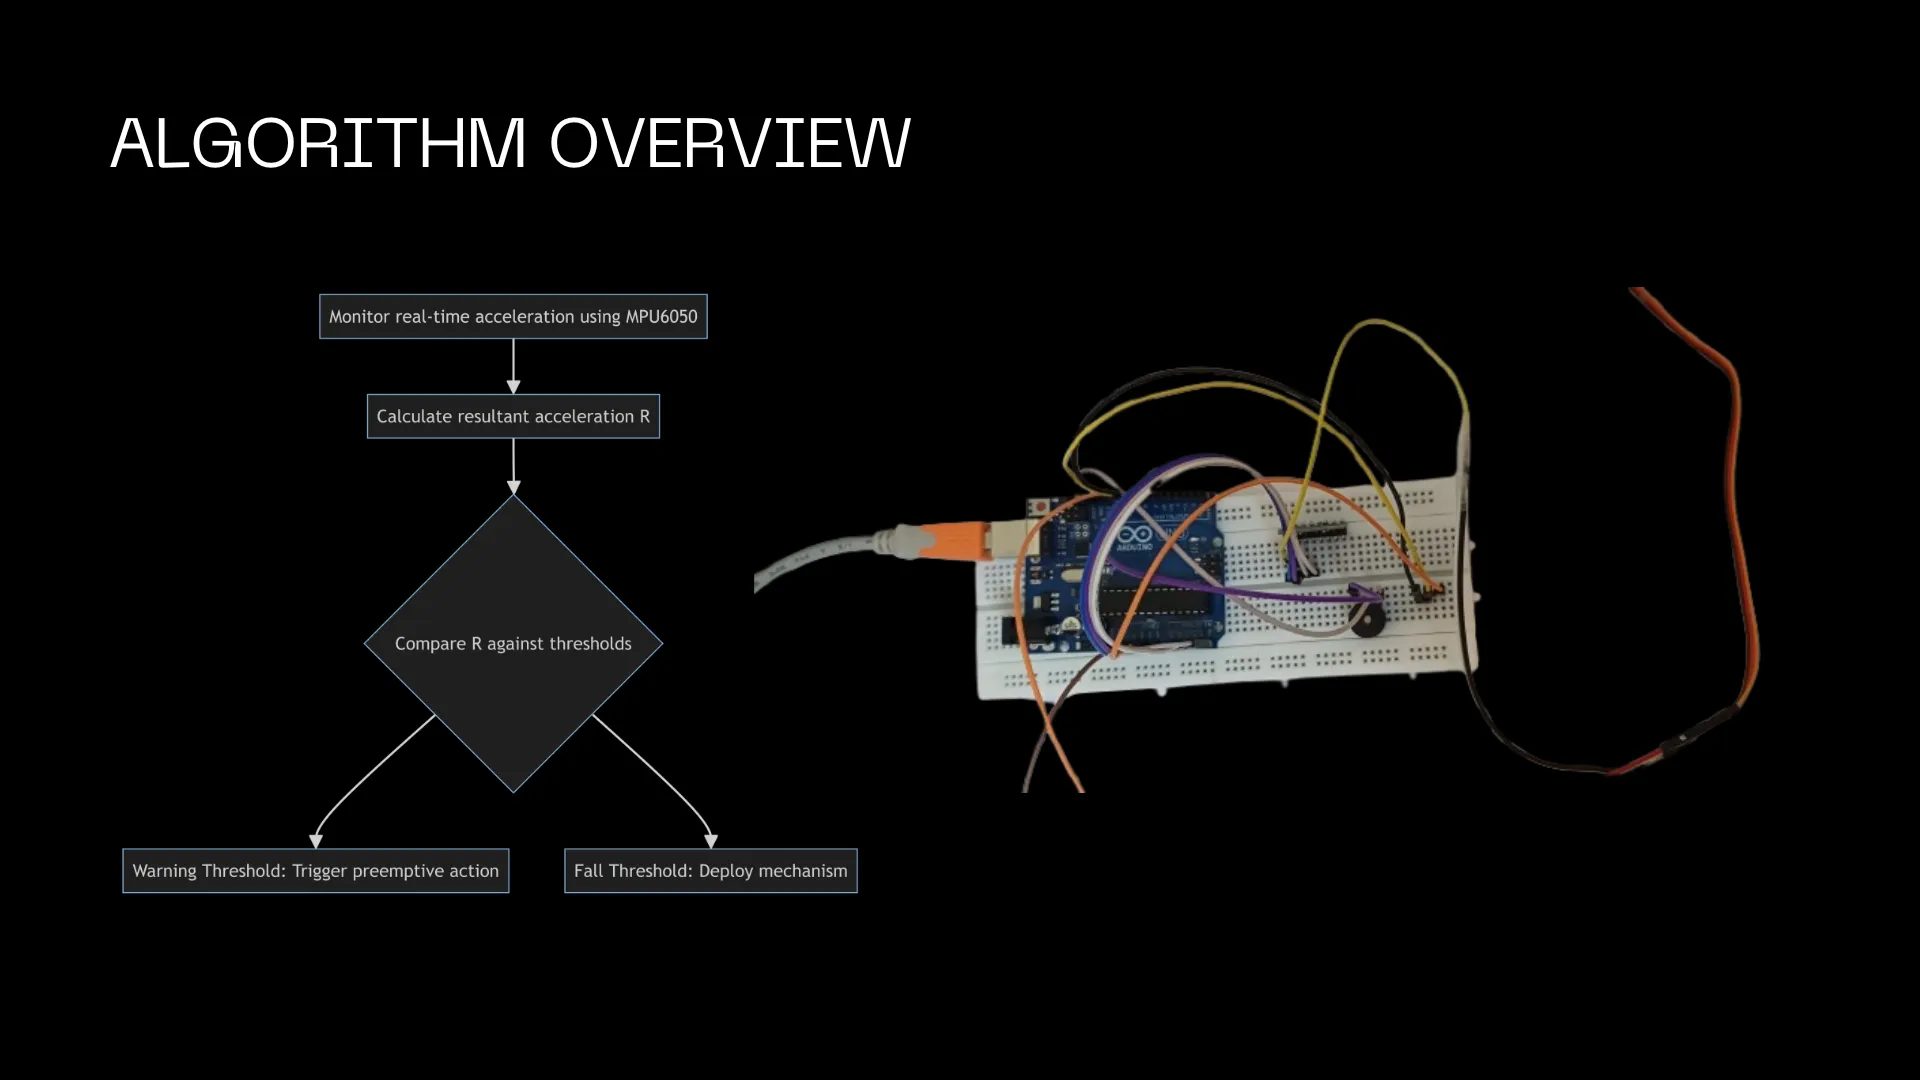 ALGORITHM OVERVIEW
Monitor real-time acceleration using MPU6050
Calculate resultant acceleration R
Compare R against thresholds
Warning Threshold: Trigger preemptive action
Fall Threshold: Deploy mechanism
ARDUINO